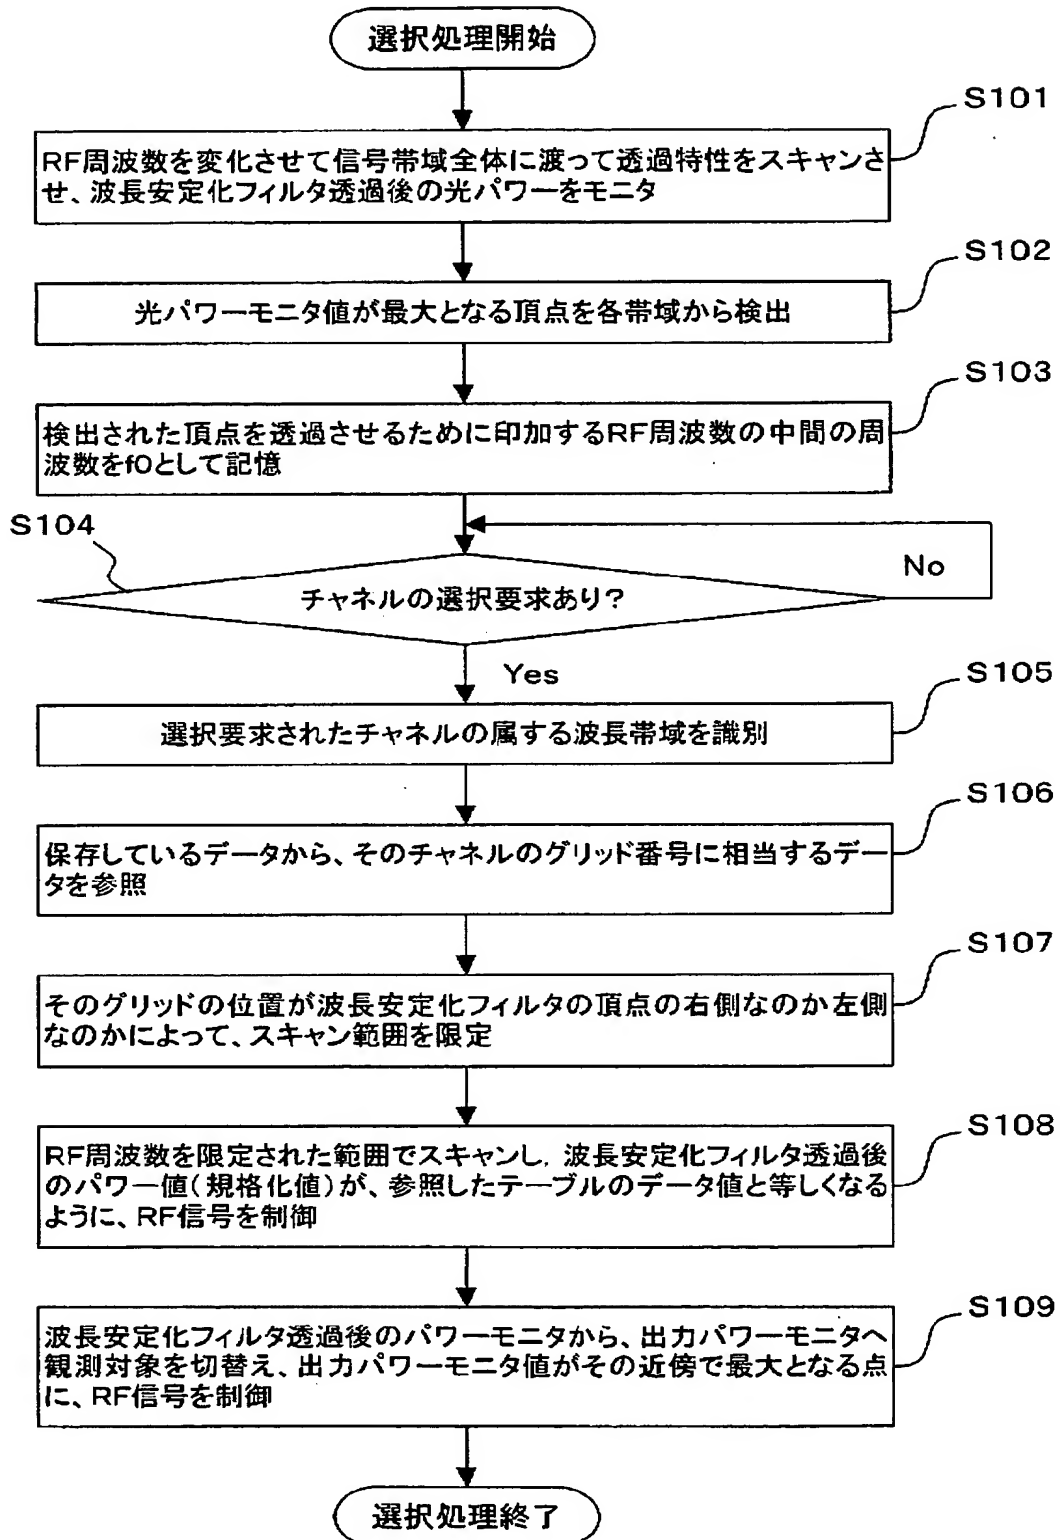 選択処理開始
S101
RF周波数を変化させて信号帯域全体に渡って透過特性をスキャンさ
せ、波長安定化フィルタ透過後の光パワーをモニタ
S102
光パワーモニタ値が最大となる頂点を各帯域から検出
S103
検出された頂点を透過させるために印加するRF周波数の中間の周
波数をf0として記憶
S104
No
チャネルの選択要求あり?
Yes
S105
選択要求されたチャネルの属する波長帯域を識別
S106
保存しているデータから、そのチャネルのグリッド番号に相当するデー
タを参照
S107
そのグリッドの位置が波長安定化フィルタの頂点の右側なのか左側
なのかによって、スキャン範囲を限定
S108
RF周波数を限定された範囲でスキャンし、波長安定化フィルタ透過後
のパワー値(規格化値)が、参照したテーブルのデータ値と等しくなる
ように、RF信号を制御
S109
波長安定化フィルタ透過後のパワーモニタから、出力パワーモニタへ
観測対象を切替え、出力パワーモニタ値がその近傍で最大となる点
に、RF信号を制御
選択処理終了